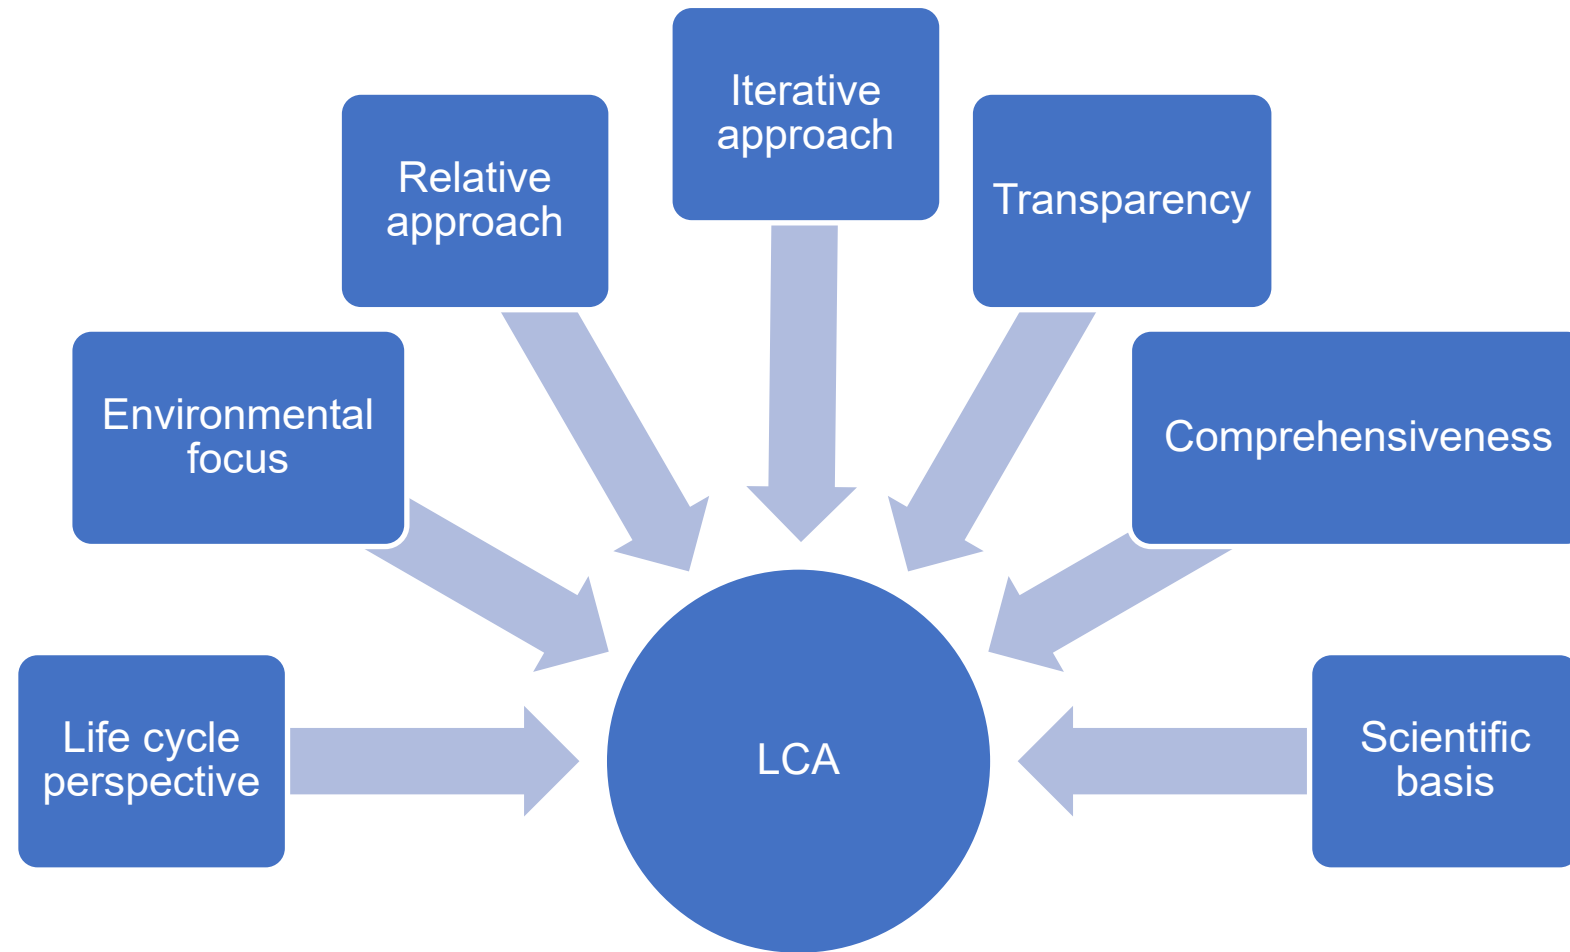 Iterative
approach
Relative
approach
Transparency
Environmental
focus
Comprehensiveness
Life cycle
perspective
LCA
Scientific
basis